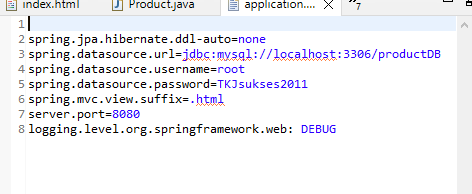 index.html
Product.java
application....
7
1
2 spring.jpa.hibernate.ddl-auto=none
3 spring.datasource.url=jdbc:mysql://localhost:3306/productDB
4 spring.datasource.username=root
5 spring.datasource.password=TKJsukses2011
6 spring.mvc.view.suffix=.html
7 server.port=8080
8 logging.level.org.springframework.web: DEBUG